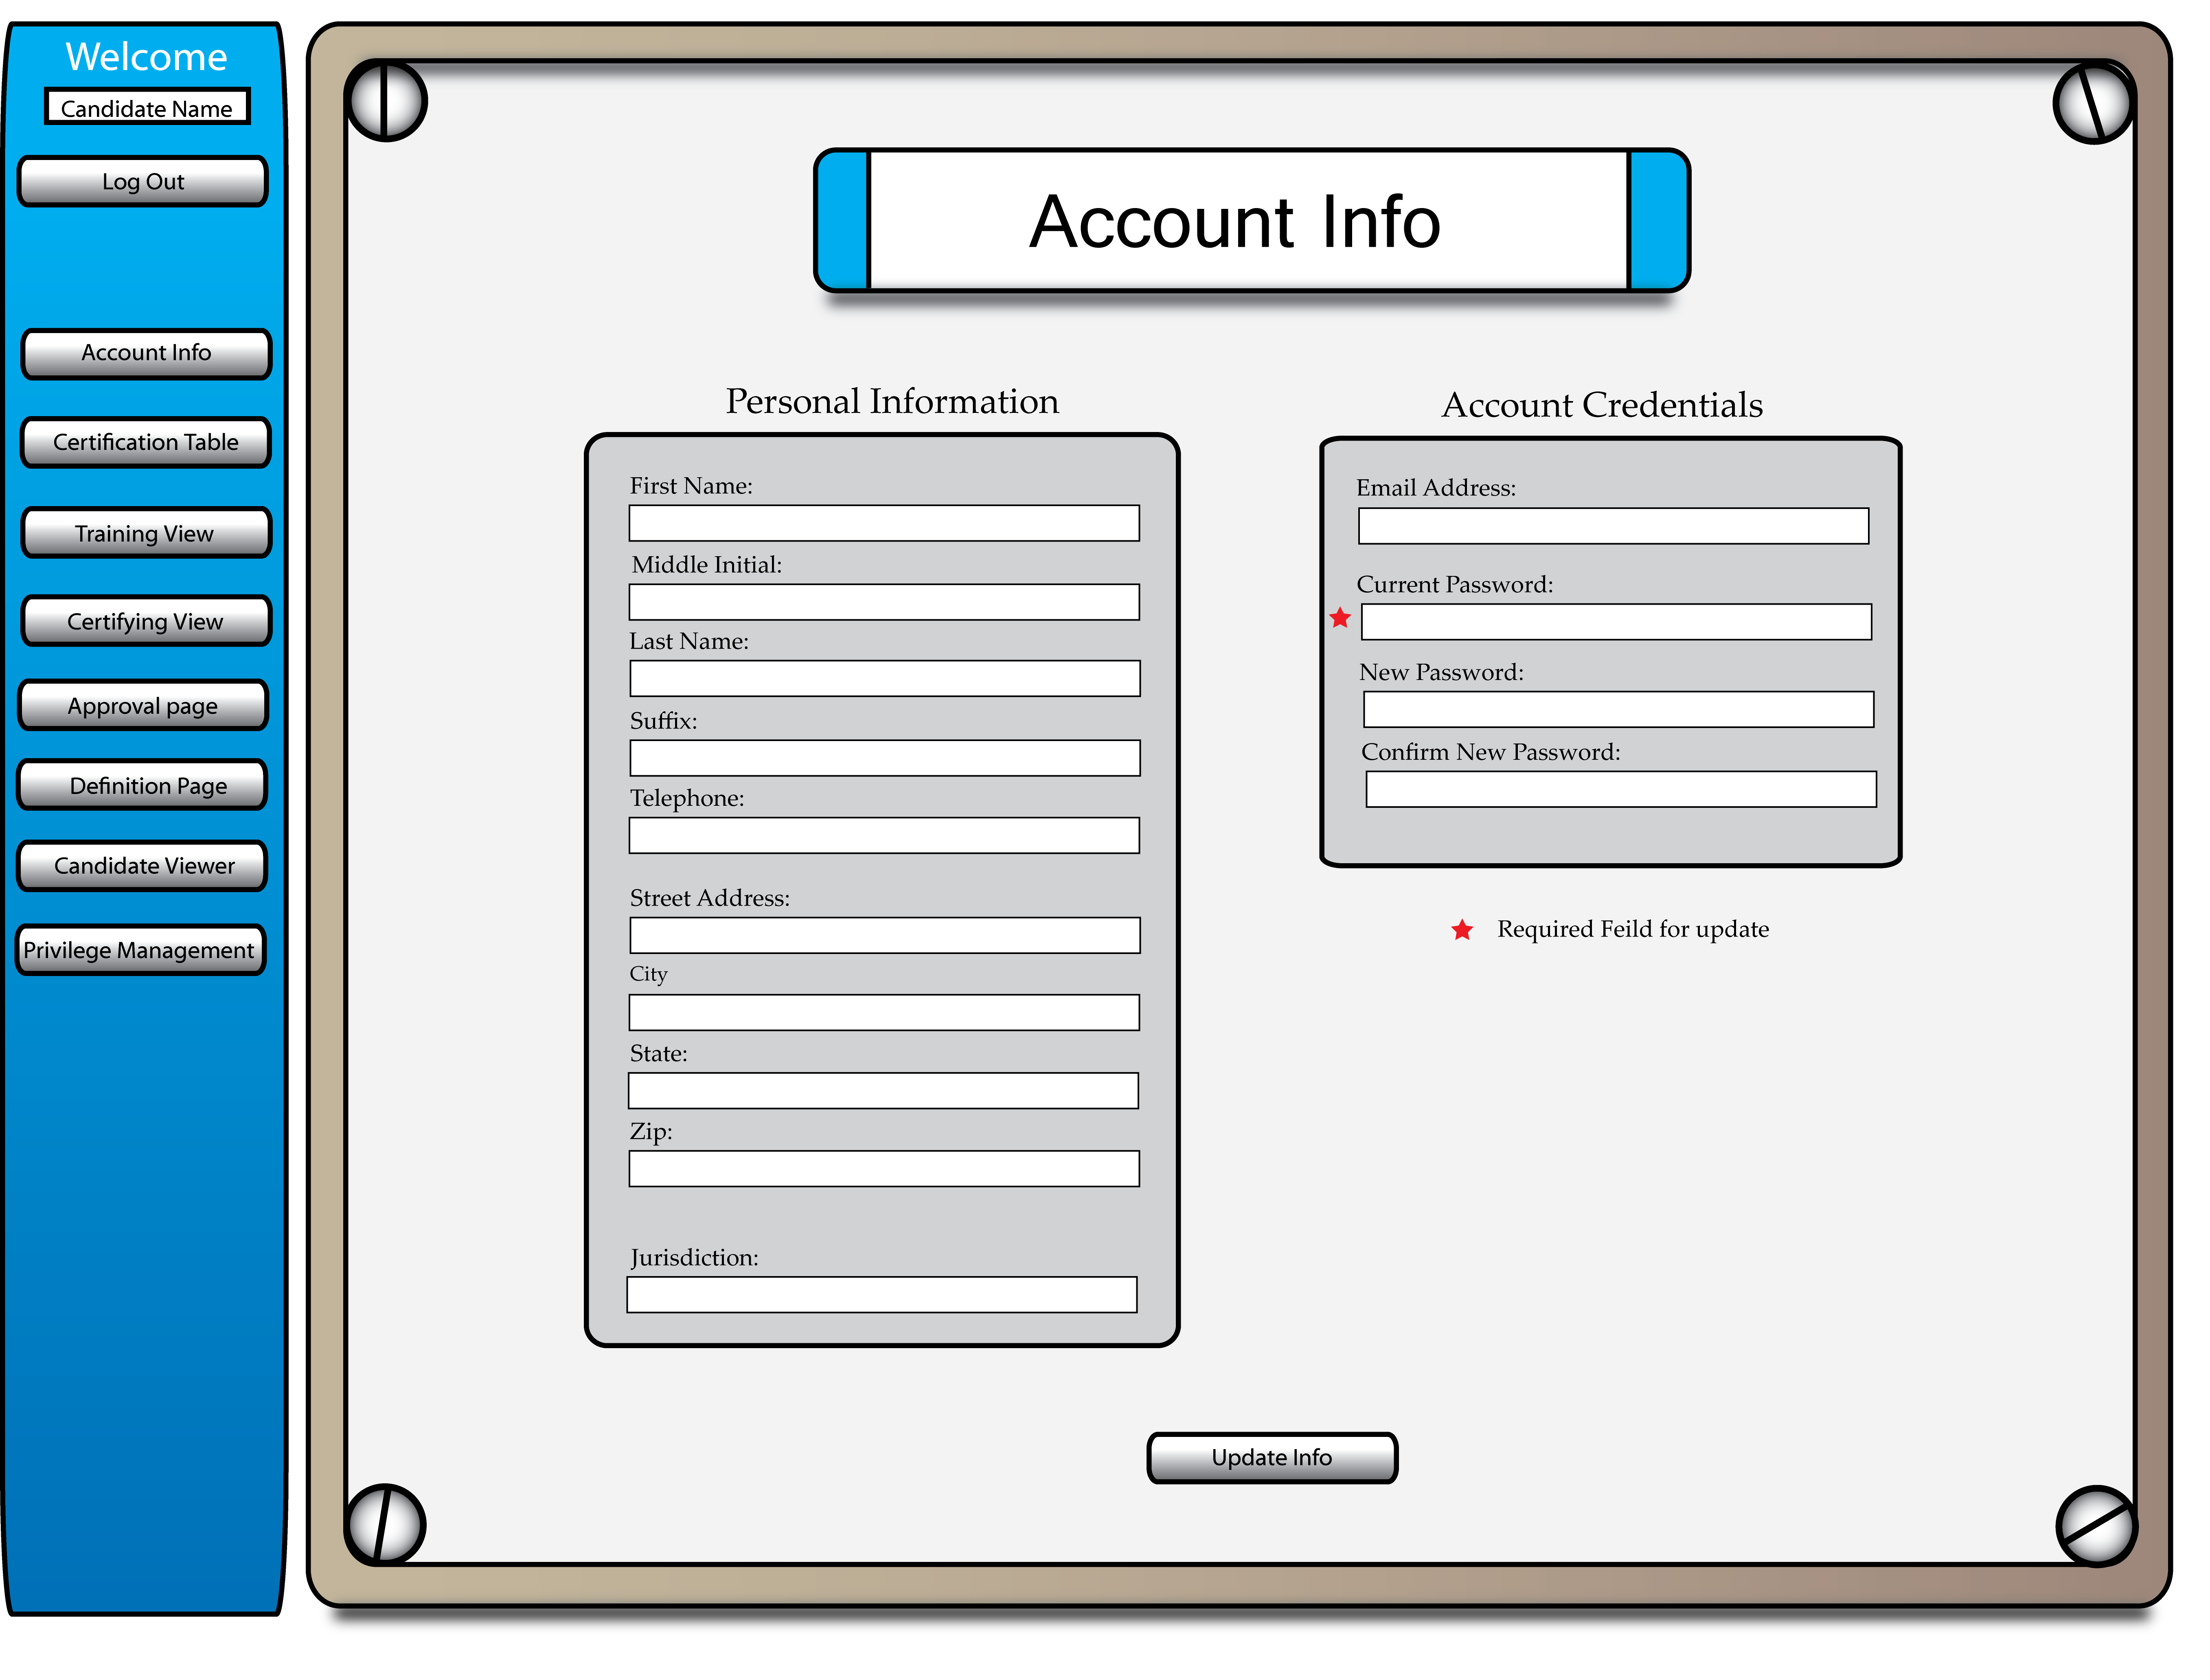 Welcome
Candidate Name
Log Out
Account Info
Certification Table
Training View
Certifying View
Approval page
Definition Page
Candidate Viewer
Privilege Management
Account Info
Personal Information
First Name:
Middle Initial:
Last Name:
Suffix:
Telephone:
Street Address:
City
State:
Zip:
Jurisdiction:
Account Credentials
Email Address:
Current Password:
New Password:
Confirm New Password:
Required Feild for update
Update Info